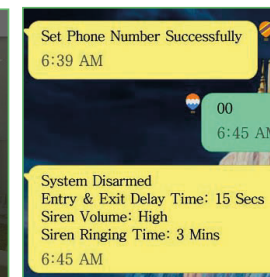 Set Phone Number Successfully
6:39 AM
00
6:45 AM
System Disarmed
Entry & Exit Delay Time: 15 Secs
Siren Volume: High
Siren Ringing Time: 3 Mins
6:45 AM